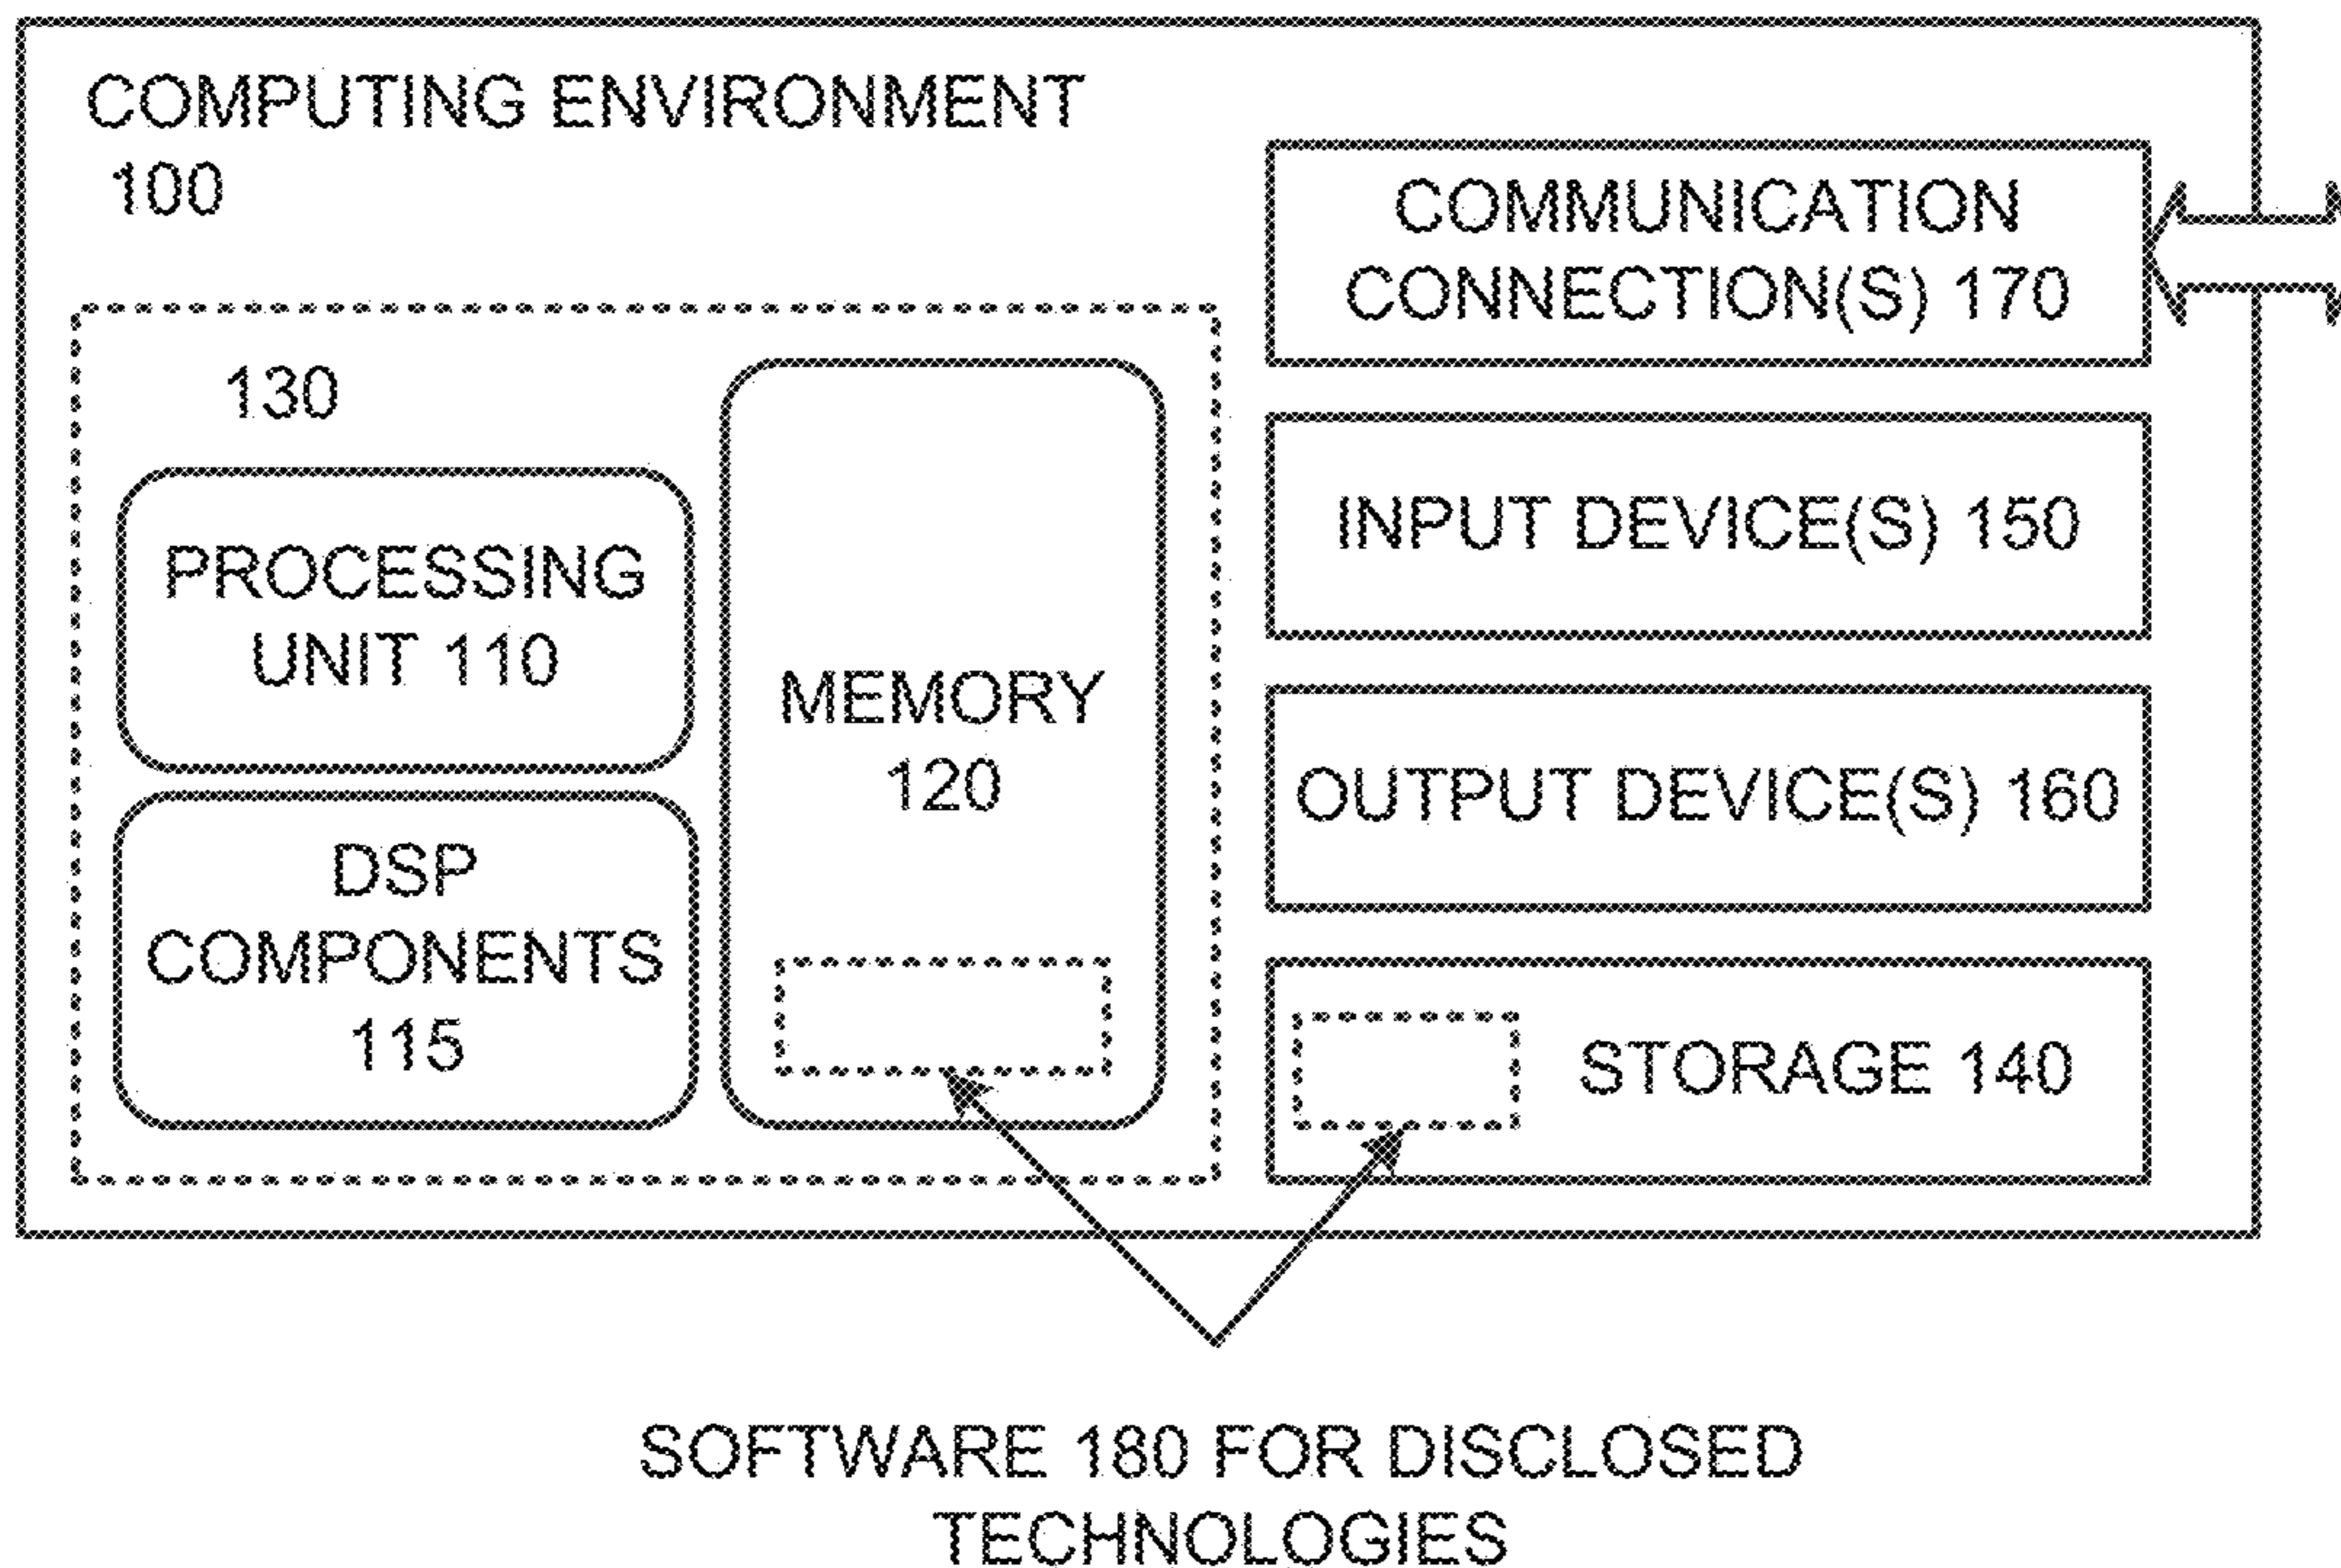 COMPUTING ENVIRONMENT
100
130
PROCESSING
UNIT 110
DSP
COMPONENTS
115
MEMORY
120
COMMUNICATION
CONNECTION(S) 170
INPUT DEVICE(S) 150
OUTPUT DEVICE(S) 160
STORAGE 140
SOFTWARE 180 FOR DISCLOSED
TECHNOLOGIES